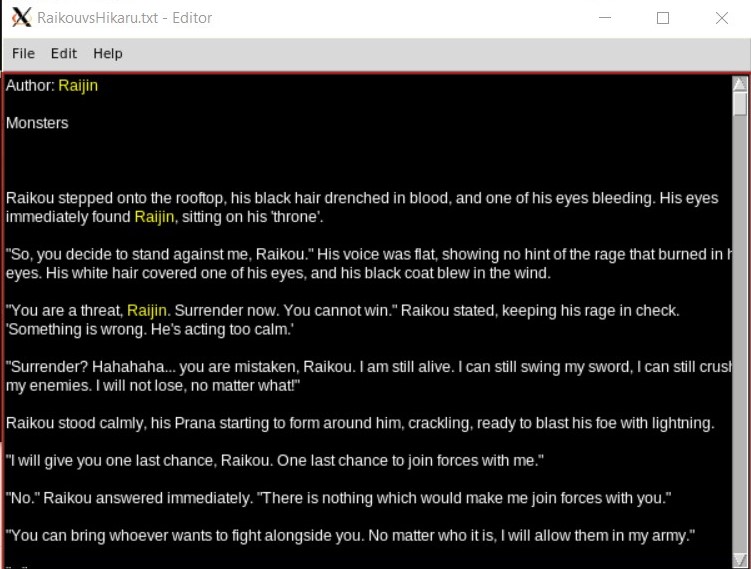 RaikouvsHikaru.txt - Editor
File Edit Help
Author: Raijin
Monsters
Raikou stepped onto the rooftop, his black hair drenched in blood, and one of his eyes bleeding. His eyes
immediately found Raijin, sitting on his 'throne'.
"So, you decide to stand against me, Raikou." His voice was flat, showing no hint of the rage that burned in
eyes. His white hair covered one of his eyes, and his black coat blew in the wind.
"You are a threat, Raijin. Surrender now. You cannot win." Raikou stated, keeping his rage in check.
'Something is wrong. He's acting too calm.'
"Surrender? Hahahaha... you are mistaken, Raikou. I am still alive. I can still swing my sword, I can still crush
my enemies. I will not lose, no matter what!"
Raikou stood calmly, his Prana starting to form around him, crackling, ready to blast his foe with lightning.
"I will give you one last chance, Raikou. One last chance to join forces with me."
"No." Raikou answered immediately. "There is nothing which would make me join forces with you."
"You can bring whoever wants to fight alongside you. No matter who it is, I will allow them in my army."